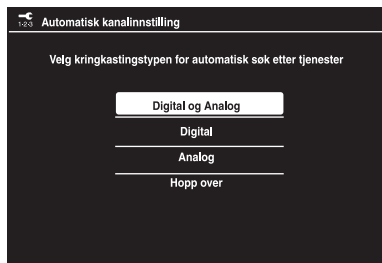 1-2-3 Automatisk kanalinnstilling
Velg kringkastingstypen for automatisk søk etter tjenester
Digital og Analog
Digital
Analog
Hopp over